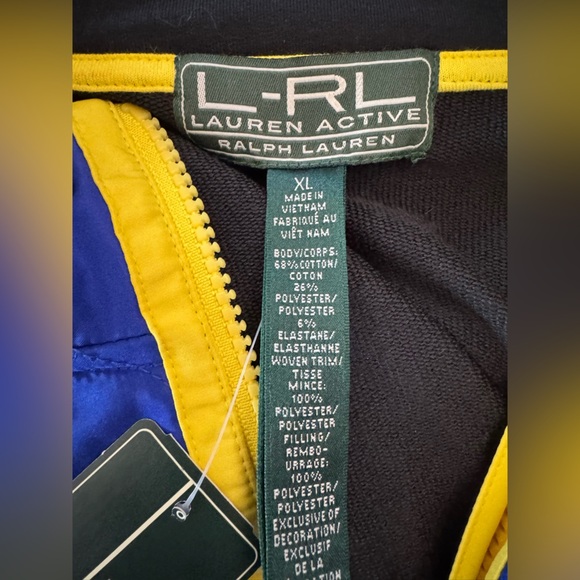 L-RL
LAUREN ACTIVE
RALPH LAUREN
XL
MADE IN
VIETNAM
FABRIQUÉ AU
VIÊT NAM
BODY/CORPS:
68% COTTON/
COTON
26%
POLYESTER/
POLYESTER
6%
ELASTANE/
ELASTHANNE
WOVEN TRIM/
TISSE
MINCE:
100%
POLYESTER/
POLYESTER
FILLING/
REMBO-
URRAGE:
100%
POLYESTER/
POLYESTER
EXCLUSIVE OF
DECORATION/
EXCLUSIF
DE LA